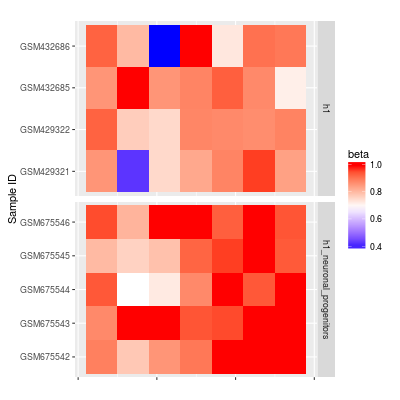 GSM432686
GSM432685
GSM429322
GSM429321
h1
GSM675546
GSM675545
GSM675544
GSM675543
GSM675542
h1_neuronal_progenitors
Sample ID
beta
1.0
0.8
0.6
0.4